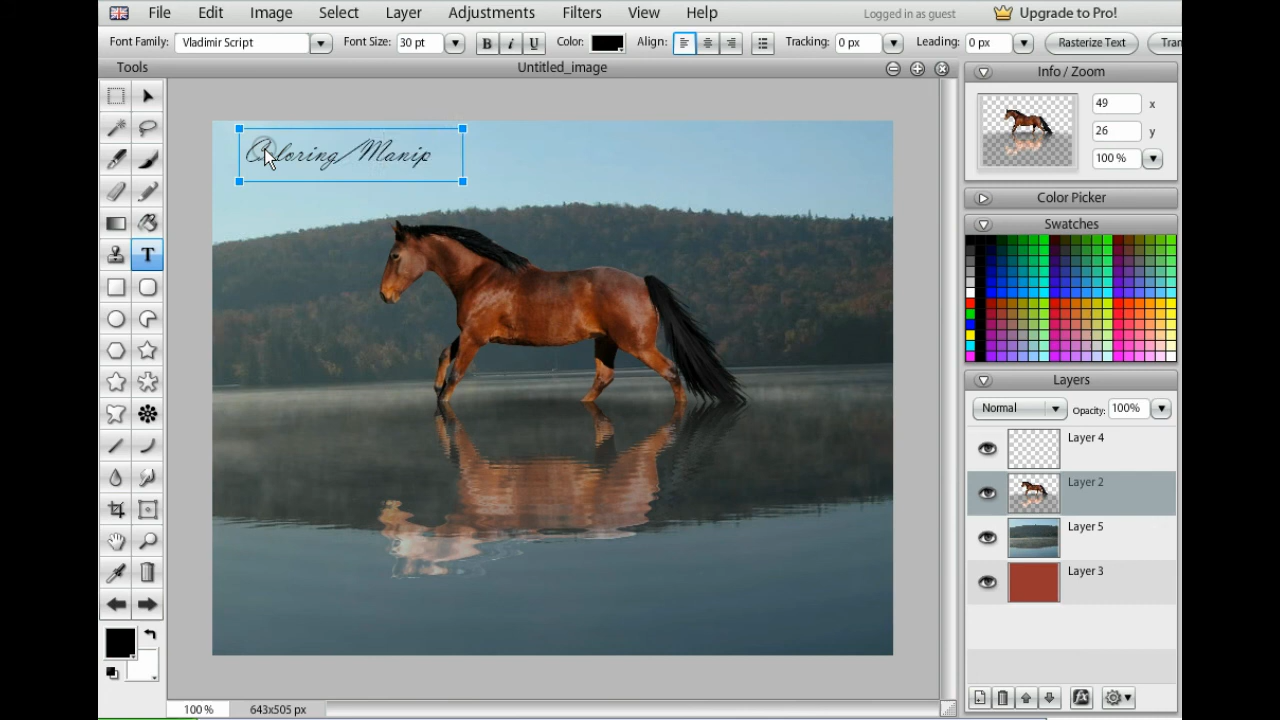 File Edit Image Select Layer Adjustments Filters View Help Logged in as guest Upgrade to Pro!
Font Family: Vladimir Script Font Size: 30 pt B i U Color: Align: Tracking: 0 px Leading: 0 px Rasterize Text Tran
Tools Untitled_image Info / Zoom
49 x
26 y
100 %
Color Picker
Swatches
Coloring/Manip
T
Layers
Normal Opacity: 100%
Layer 4
Layer 2
Layer 5
Layer 3
100 % 643x505 px